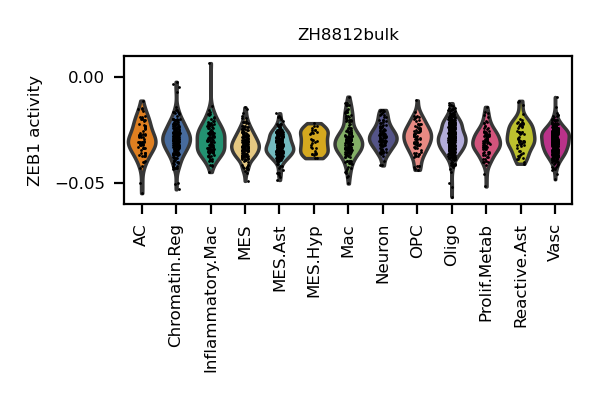 ZH8812bulk
ZEB1 activity
0.00
−0.05
AC
Chromatin.Reg
Inflammatory.Mac
MES
MES.Ast
MES.Hyp
Mac
Neuron
OPC
Oligo
Prolif.Metab
Reactive.Ast
Vasc